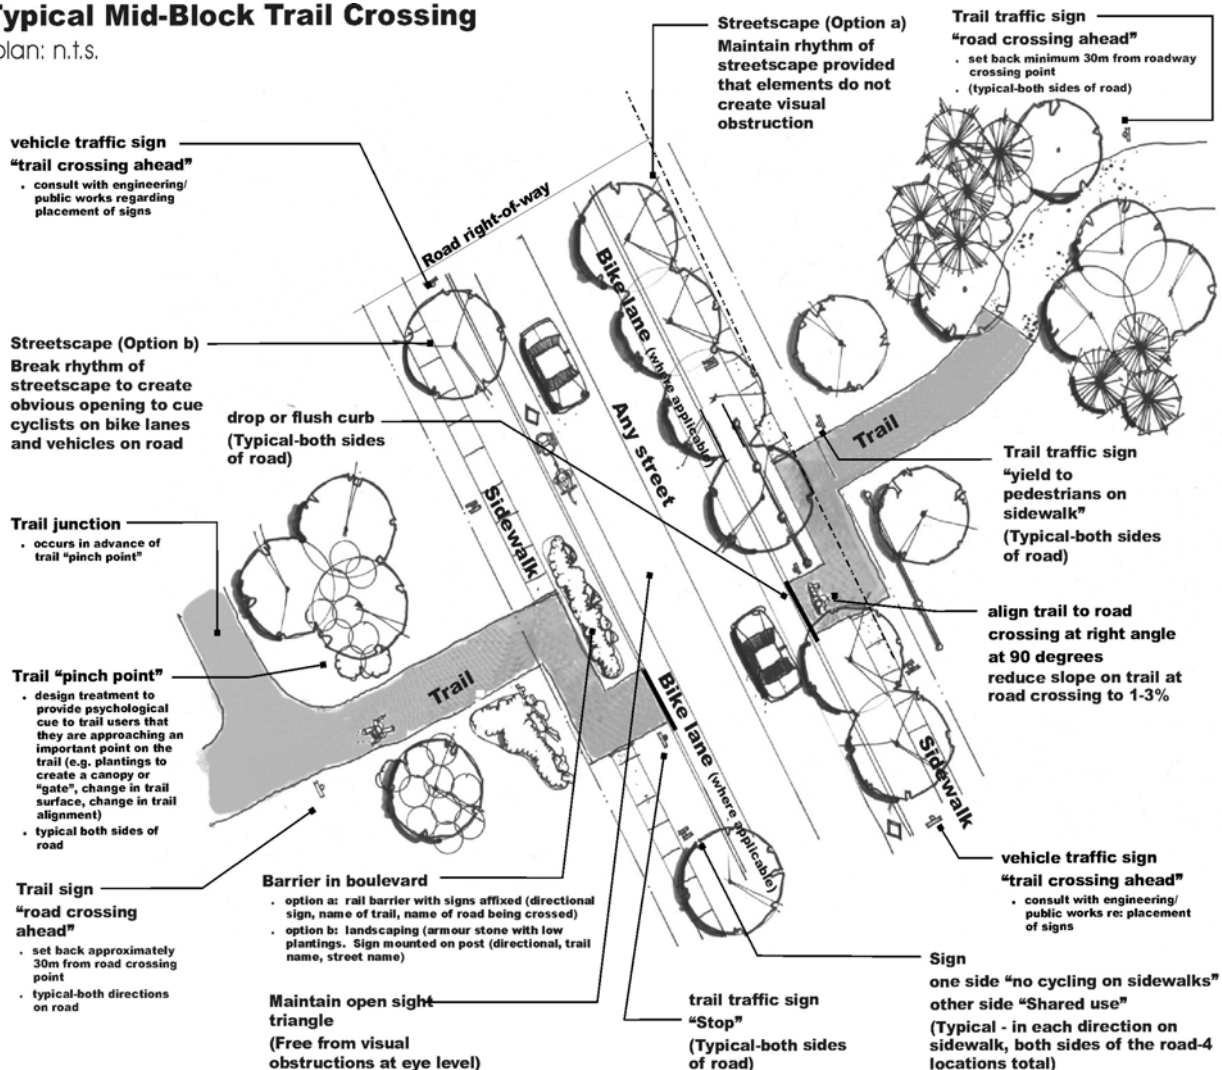 Typical Mid-Block Trail Crossing
plan: n.t.s.
Streetscape (Option a)
Maintain rhythm of
streetscape provided
that elements do not
create visual
obstruction
Trail traffic sign
“road crossing ahead”
. set back minimum 30m from roadway
crossing point
. (typical-both sides of road)
vehicle traffic sign
“trail crossing ahead”
. consult with engineering/
public works regarding
placement of signs
Road right-of-way
Bike lane (where applicable)
Streetscape (Option b)
Break rhythm of
streetscape to create
obvious opening to cue
cyclists on bike lanes
and vehicles on road
drop or flush curb
(Typical-both sides
of road)
Any street
Trail
Sidewalk
Trail traffic sign
“yield to
pedestrians on
sidewalk”
(Typical-both sides
of road)
Trail junction
. occurs in advance of
trail “pinch point”
align trail to road
crossing at right angle
at 90 degrees
reduce slope on trail at
road crossing to 1-3%
Trail “pinch point”
. design treatment to
provide psychological
cue to trail users that
they are approaching an
important point on the
trail (e.g. plantings to
create a canopy or
“gate”, change in trail
surface, change in trail
alignment)
. typical both sides of
road
Trail
Bike lane (where applicable)
Sidewalk
Trail sign
“road crossing
ahead”
. set back approximately
30m from road crossing
point
. typical-both directions
on road
Barrier in boulevard
. option a: rail barrier with signs affixed (directional
sign, name of trail, name of road being crossed)
. option b: landscaping (armour stone with low
plantings. Sign mounted on post (directional, trail
name, street name)
vehicle traffic sign
“trail crossing ahead”
. consult with engineering/
public works re: placement
of signs
Maintain open sight
triangle
(Free from visual
obstructions at eye level)
trail traffic sign
“Stop”
(Typical-both sides
of road)
Sign
one side “no cycling on sidewalks”
other side “Shared use”
(Typical - in each direction on
sidewalk, both sides of the road-4
locations total)